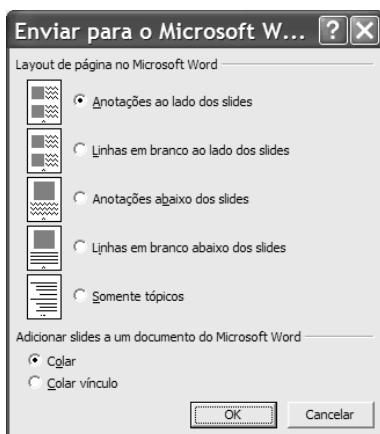 Enviar para o Microsoft W...
Layout de página no Microsoft Word
Anotações ao lado dos slides
Linhas em branco ao lado dos slides
Anotações abaixo dos slides
Linhas em branco abaixo dos slides
Somente tópicos
Adicionar slides a um documento do Microsoft Word
Colar
Colar vínculo
OK Cancelar